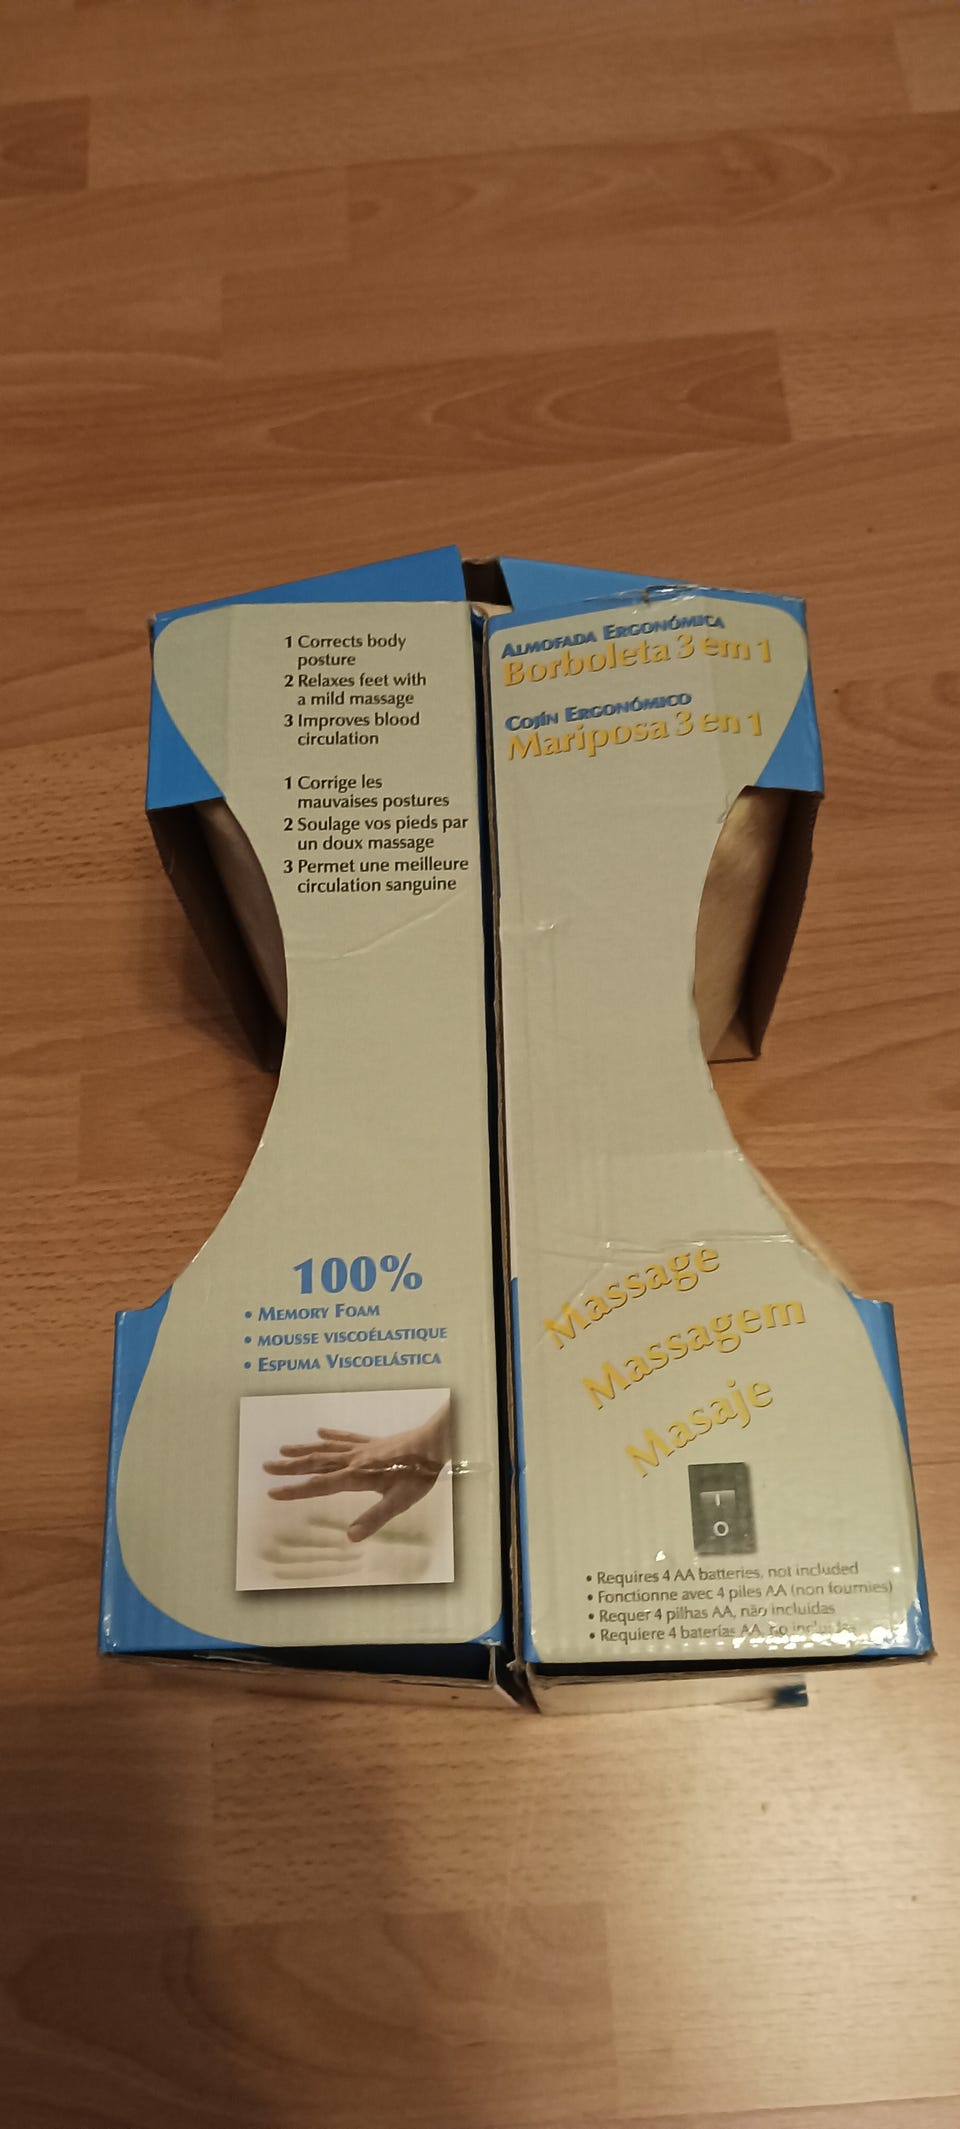 1 Corrects body
posture
2 Relaxes feet with
a mild massage
3 Improves blood
circulation
1 Corrige les
mauvaises postures
2 Soulage vos pieds par
un doux massage
3 Permet une meilleure
circulation sanguine
100%
• MEMORY FOAM
• MOUSSE VISCOÉLASTIQUE
• ESPUMA VISCOELÁSTICA
ALMOFADA ERGONÓMICA
Borboleta 3 em 1
COJÍN ERGONÓMICO
Mariposa 3 en 1
Massage
Massagem
Masaje
I
O
• Requires 4 AA batteries, not included
• Fonctionne avec 4 piles AA (non fournies)
• Requer 4 pilhas AA, não incluidas
• Requiere 4 baterías AA, no